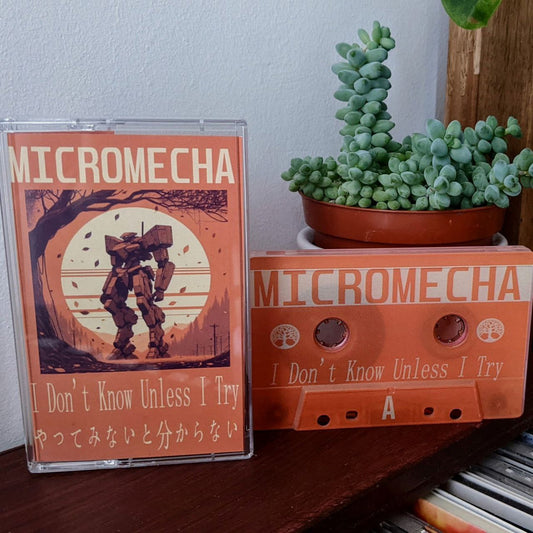 MICROMECHA
I Don't Know Unless I Try
やってみないと分からない
MICROMECHA
I Don't Know Unless I Try
A